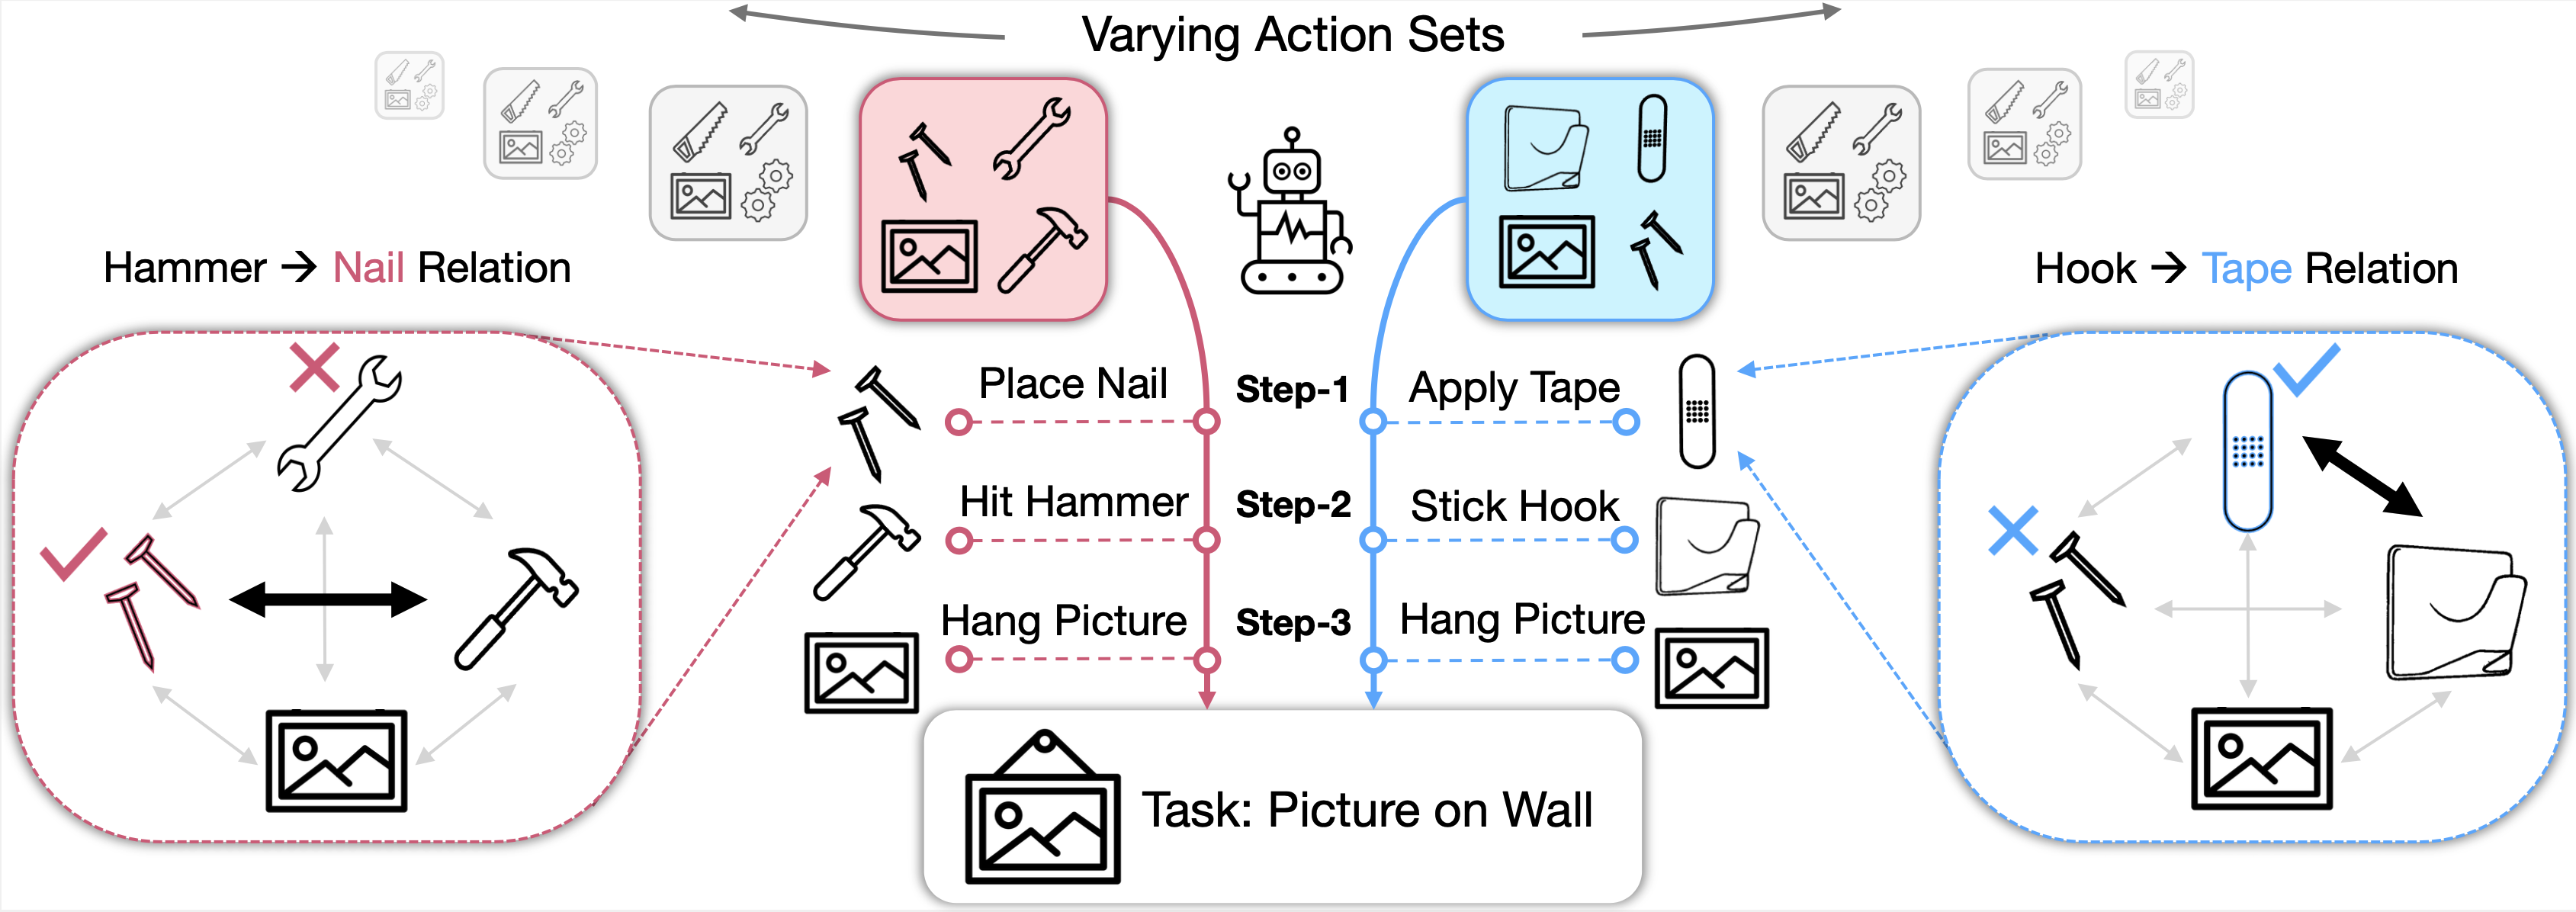 Varying Action Sets
Hammer → Nail Relation
Hook → Tape Relation
Place Nail
Step-1
Apply Tape
Hit Hammer
Step-2
Stick Hook
Hang Picture
Step-3
Hang Picture
Task: Picture on Wall